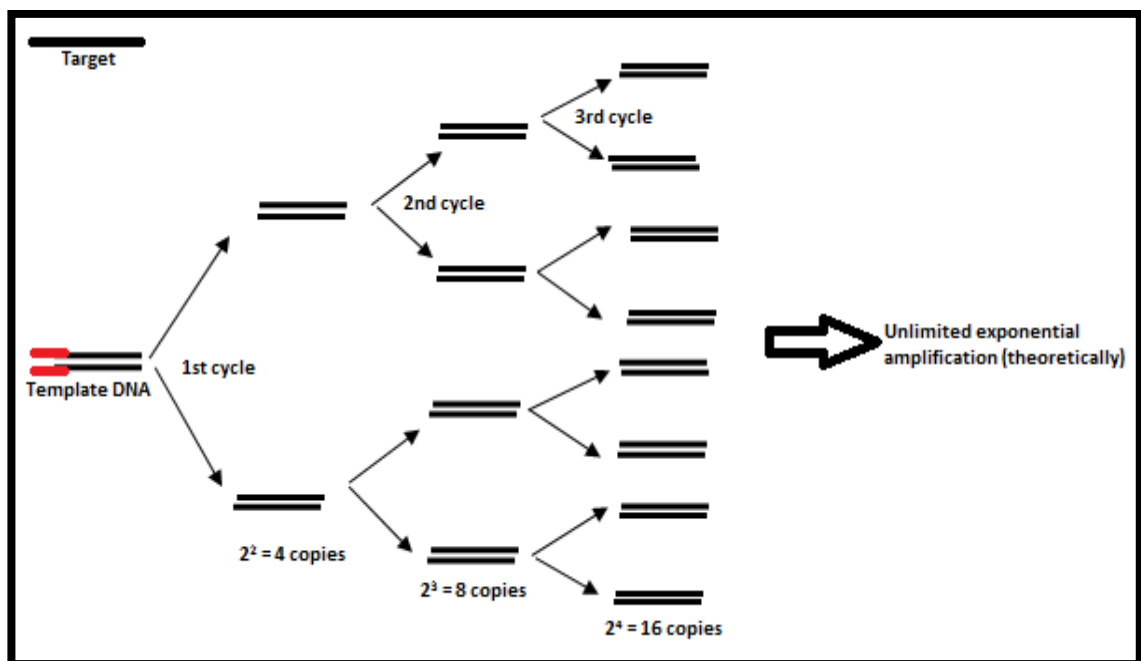 Target
3rd cycle
2nd cycle
1st cycle
Template DNA
Unlimited exponential
amplification (theoretically)
2² = 4 copies
2³ = 8 copies
2⁴ = 16 copies